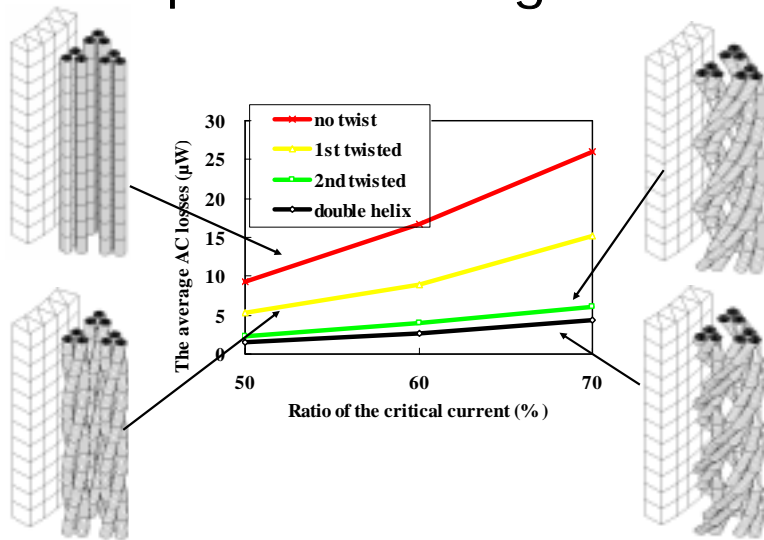 30
25
20
15
10
5
0
The average AC losses (µW)
no twist
1st twisted
2nd twisted
double helix
50
60
70
Ratio of the critical current (%)